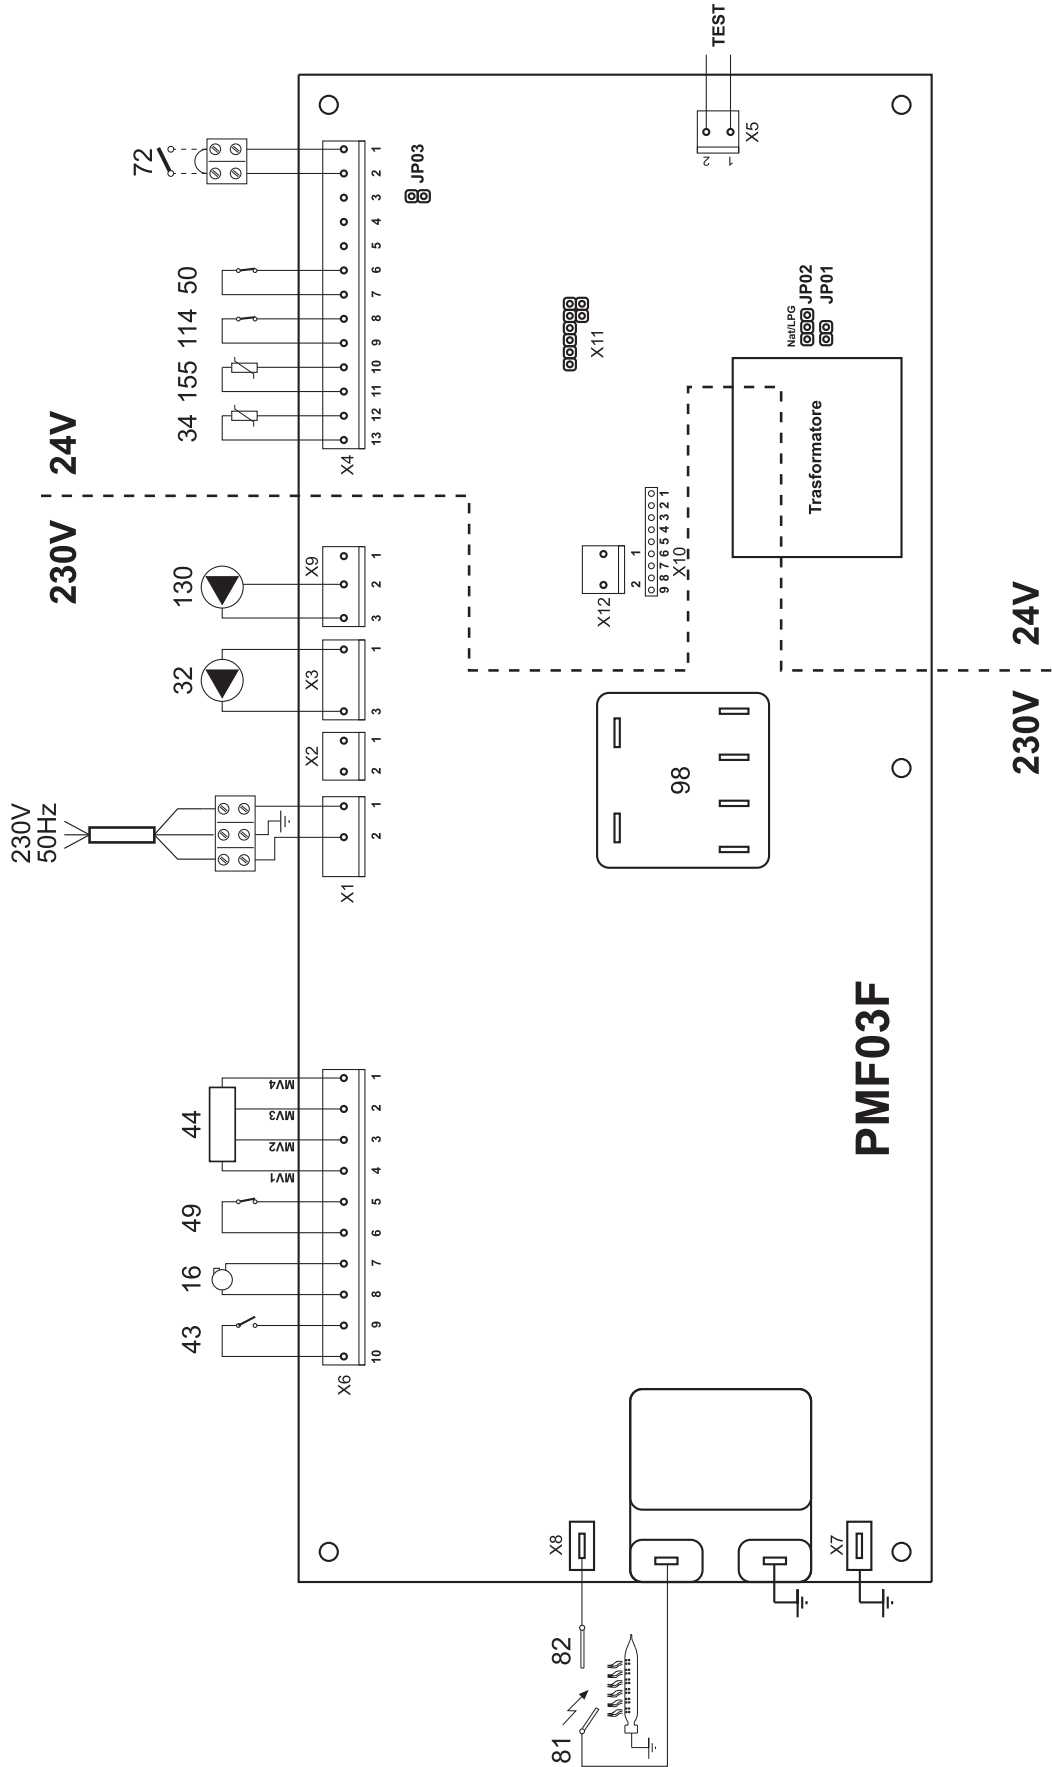 230V
50Hz
72
50
114
155
34
24V
230V
130
32
44
49
16
43
1
2
3
4
5
6
7
8
9
10
11
12
13
X4
JP03
TEST
X5
2
1
Nat/LPG
JP02
JP01
X11
Trasformatore
X9
1
2
3
X3
1
3
X2
1
2
X1
1
2
X12
1
2
X10
9 8 7 6 5 4 3 2 1
24V
230V
98
PMF03F
MV4
MV3
MV2
MV1
1
2
3
4
5
6
7
8
9
10
X6
X8
X7
82
81